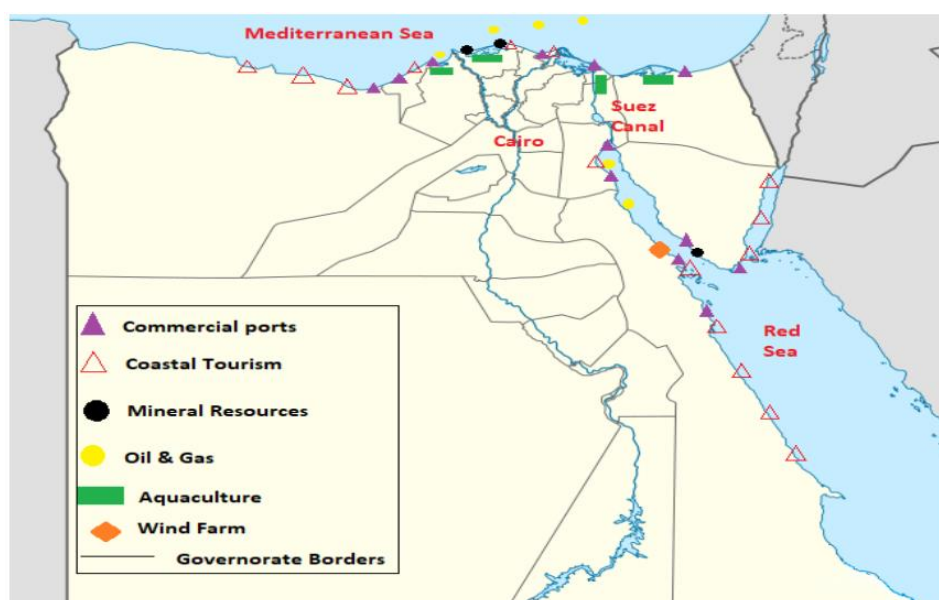 Mediterranean Sea
Suez
Canal
Cairo
Red
Sea
Commercial ports
Coastal Tourism
Mineral Resources
Oil & Gas
Aquaculture
Wind Farm
Governorate Borders